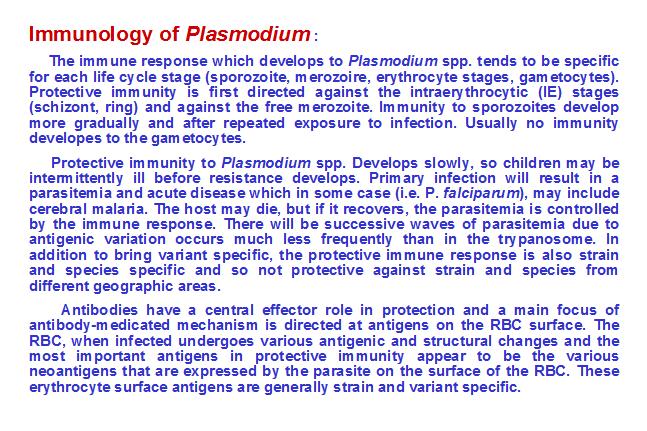 Immunology of Plasmodium :
The immune response which develops to Plasmodium spp. tends to be specific
for each life cycle stage (sporozoite, merozoire, erythrocyte stages, gametocytes).
Protective immunity is first directed against the intraerythrocytic (IE) stages
(schizont, ring) and against the free merozoite. Immunity to sporozoites develop
more gradually and after repeated exposure to infection. Usually no immunity
developes to the gametocytes.
Protective immunity to Plasmodium spp. Develops slowly, so children may be
intermittently ill before resistance develops. Primary infection will result in a
parasitemia and acute disease which in some case (i.e. P. falciparum), may include
cerebral malaria. The host may die, but if it recovers, the parasitemia is controlled
by the immune response. There will be successive waves of parasitemia due to
antigenic variation occurs much less frequently than in the trypanosome. In
addition to bring variant specific, the protective immune response is also strain
and species specific and so not protective against strain and species from
different geographic areas.
Antibodies have a central effector role in protection and a main focus of
antibody-medicated mechanism is directed at antigens on the RBC surface. The
RBC, when infected undergoes various antigenic and structural changes and the
most important antigens in protective immunity appear to be the various
neoantigens that are expressed by the parasite on the surface of the RBC. These
erythrocyte surface antigens are generally strain and variant specific.